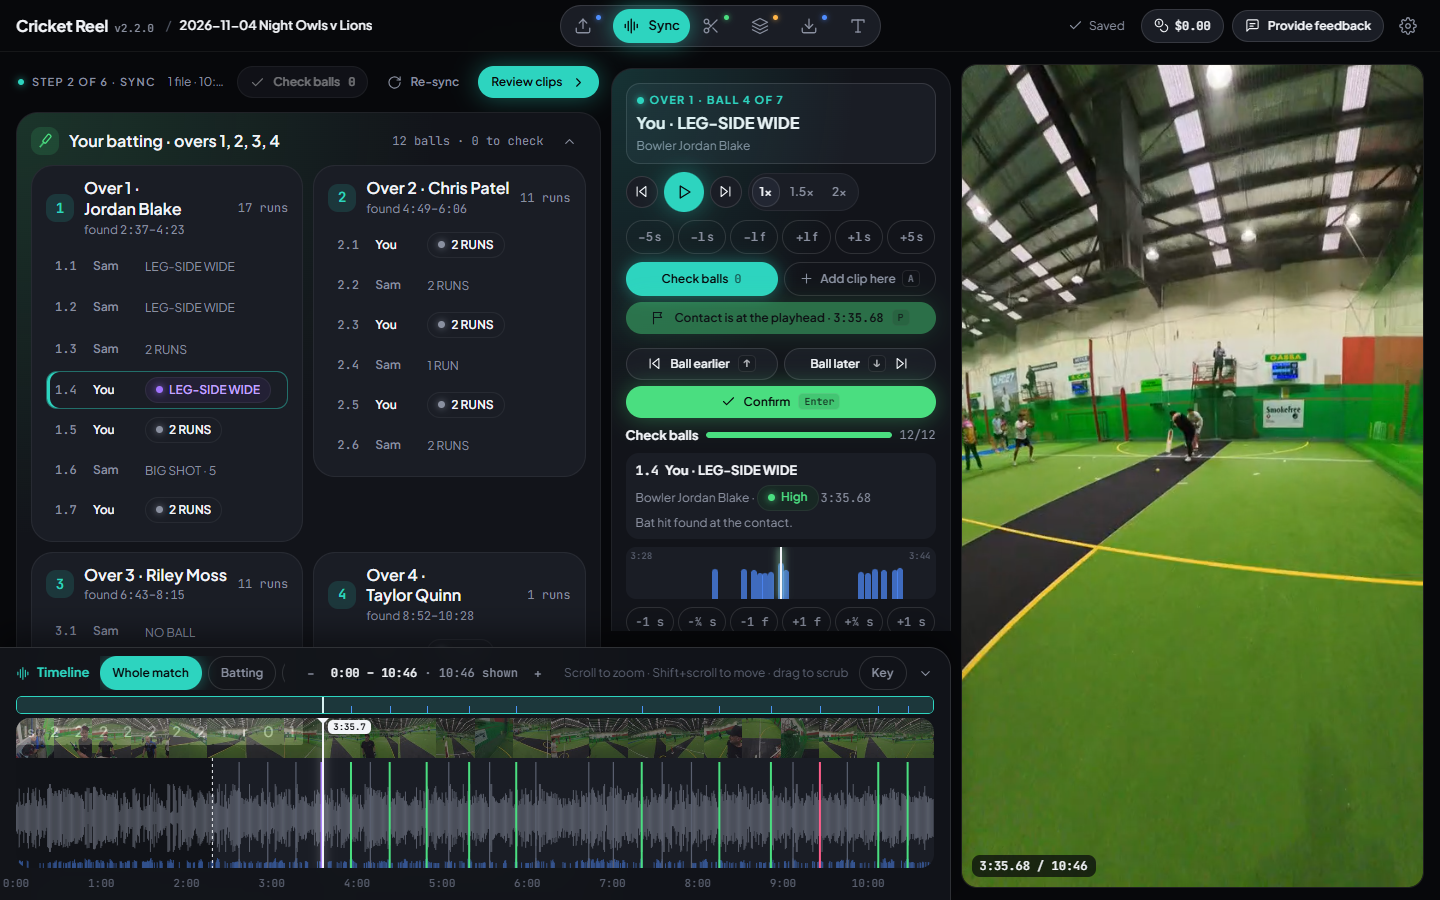 Cricket Reel v2.2.0 / 2026-11-04 Night Owls v Lions
Sync
Saved
$0.00
Provide feedback
STEP 2 OF 6 · SYNC 1 file · 10:...
Check balls 0
Re-sync
Review clips
Your batting · overs 1, 2, 3, 4
12 balls · 0 to check
1
Over 1 ·
Jordan Blake
found 2:37–4:23
17 runs
1.1 Sam LEG-SIDE WIDE
1.2 Sam LEG-SIDE WIDE
1.3 Sam 2 RUNS
1.4 You LEG-SIDE WIDE
1.5 You 2 RUNS
1.6 Sam BIG SHOT · 5
1.7 You 2 RUNS
2
Over 2 · Chris Patel
found 4:49–6:06
11 runs
2.1 You 2 RUNS
2.2 Sam 2 RUNS
2.3 You 2 RUNS
2.4 Sam 1 RUN
2.5 You 2 RUNS
2.6 Sam 2 RUNS
3
Over 3 · Riley Moss
found 6:43–8:15
11 runs
3.1 Sam NO BALL
4
Over 4 ·
Taylor Quinn
found 8:52–10:28
1 runs
OVER 1 · BALL 4 OF 7
You · LEG-SIDE WIDE
Bowler Jordan Blake
1x 1.5x 2x
-5s -1s -1f +1f +1s +5s
Check balls 0
Add clip here A
Contact is at the playhead · 3:35.68 P
Ball earlier ↑
Ball later ↓
Confirm Enter
Check balls 12/12
1.4 You · LEG-SIDE WIDE
Bowler Jordan Blake · High 3:35.68
Bat hit found at the contact.
3:28 3:44
-1 s -¼ s -1 f +1 f +¼ s +1 s
GABBA
Smokefree
3:35.68 / 10:46
Timeline
Whole match
Batting
- 0:00 – 10:46 · 10:46 shown +
Scroll to zoom · Shift+scroll to move · drag to scrub
Key
3:35.7
0:00 1:00 2:00 3:00 4:00 5:00 6:00 7:00 8:00 9:00 10:00